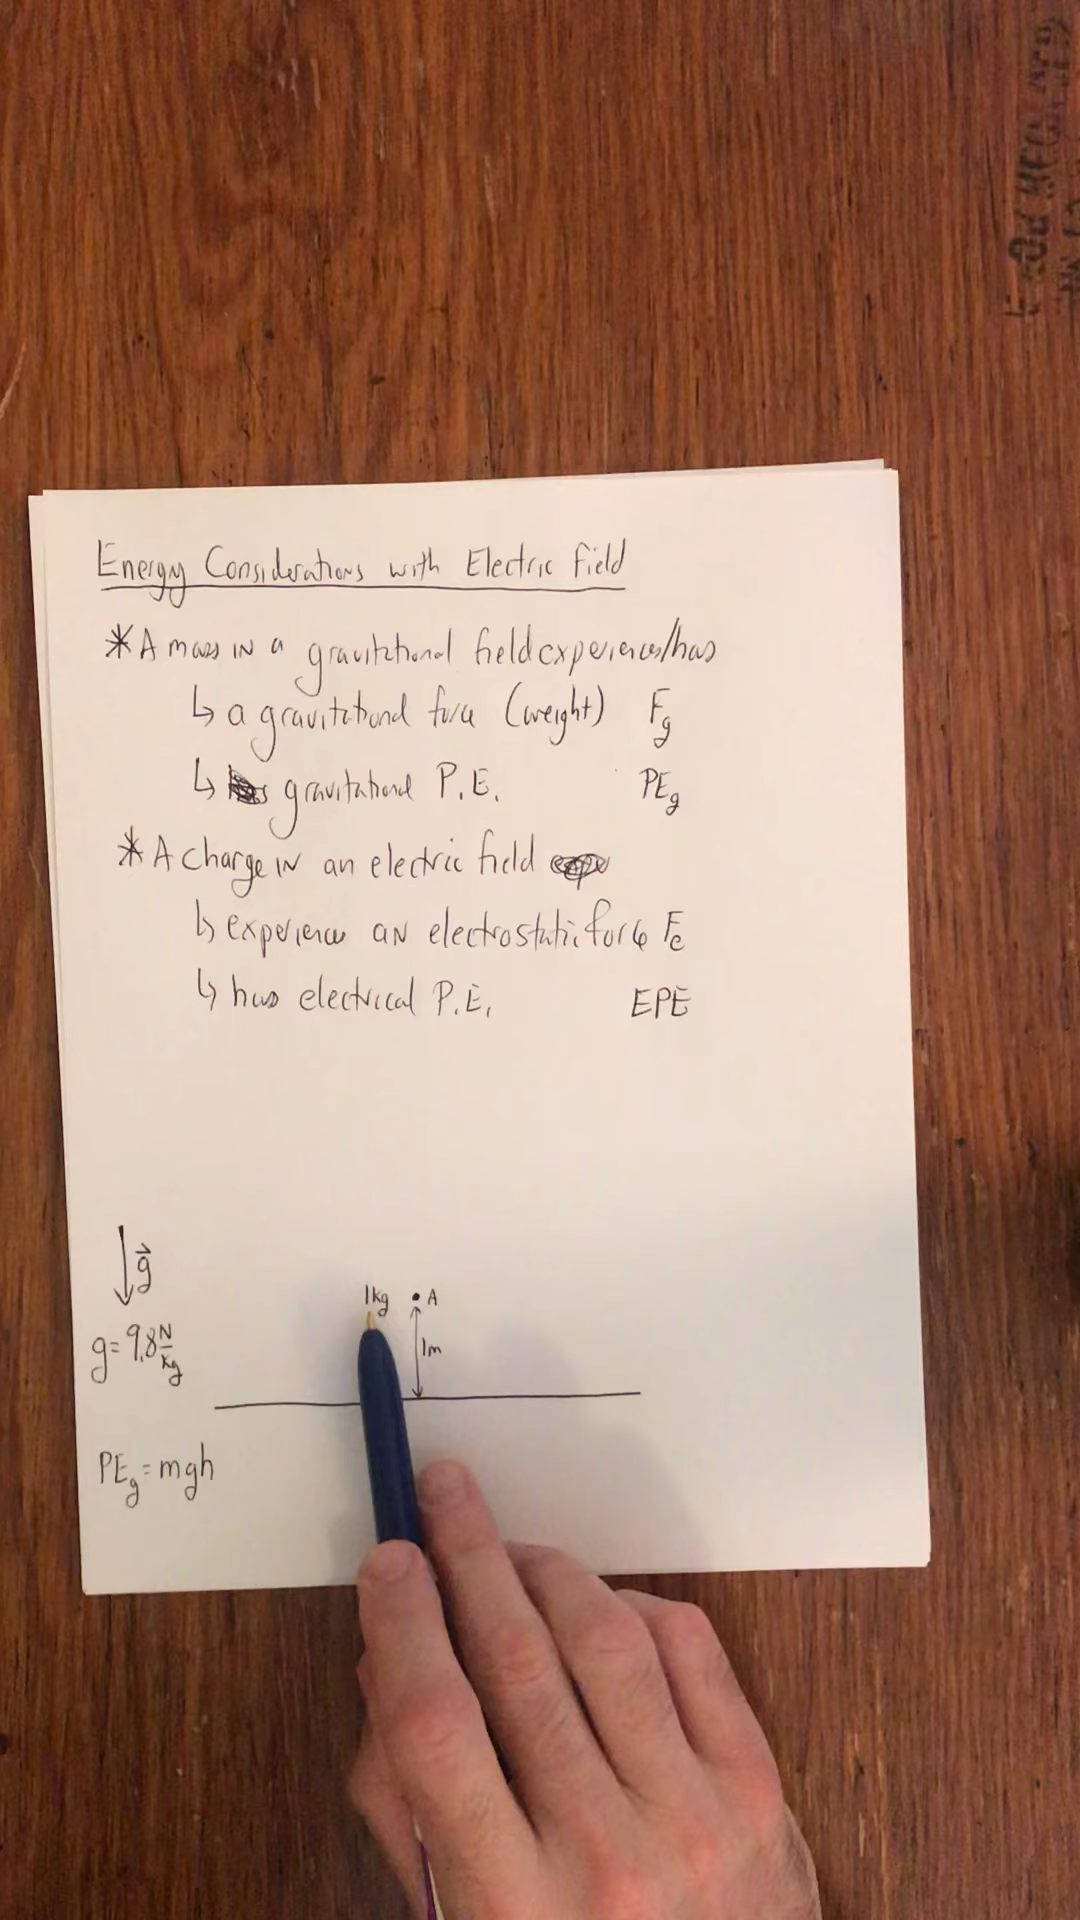 Energy Considerations with Electric Field
* A mass in a gravitational field experiences/has
↳ a gravitational force (weight) Fg
↳ gravitational P.E. PEg
* A charge in an electric field
↳ experiences an electrostatic force Fe
↳ has electrical P.E. EPE
g
g = 9.8 N/kg
1kg • A
1m
PEg = mgh